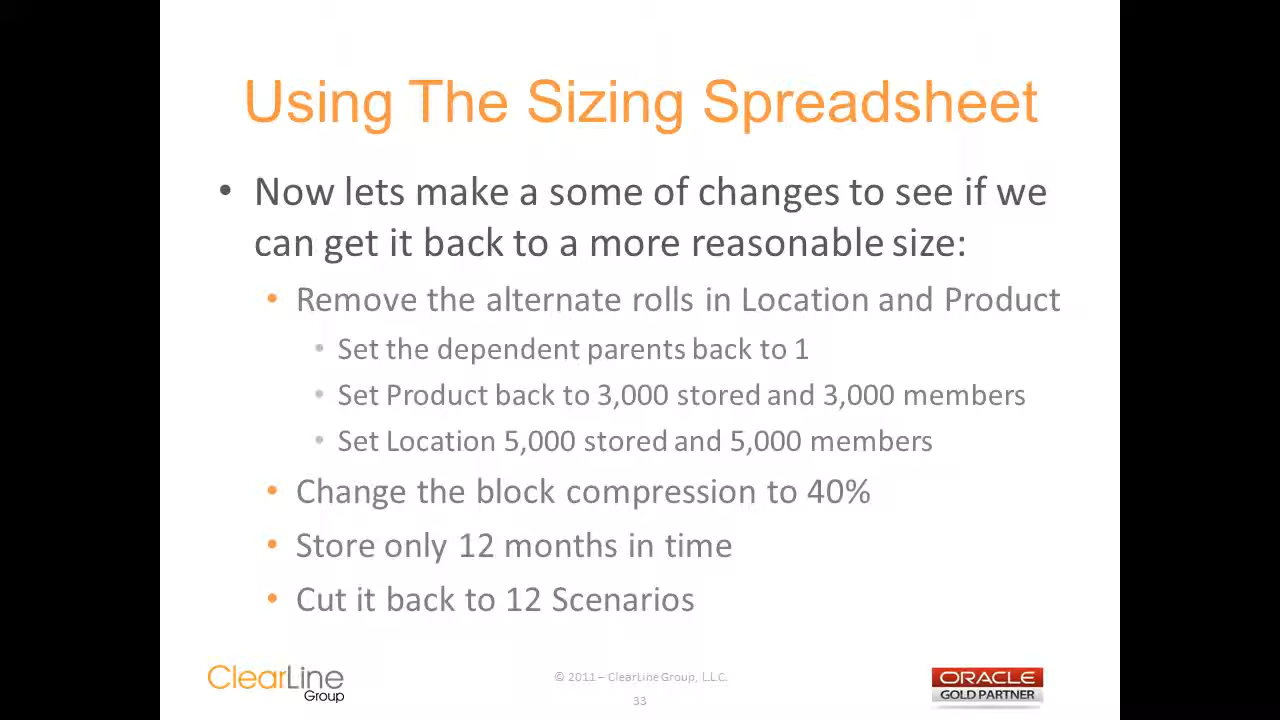 Using The Sizing Spreadsheet
• Now lets make a some of changes to see if we
can get it back to a more reasonable size:
• Remove the alternate rolls in Location and Product
• Set the dependent parents back to 1
• Set Product back to 3,000 stored and 3,000 members
• Set Location 5,000 stored and 5,000 members
• Change the block compression to 40%
• Store only 12 months in time
• Cut it back to 12 Scenarios
ClearLine
Group
© 2011 – ClearLine Group, L.L.C.
33
ORACLE
GOLD PARTNER